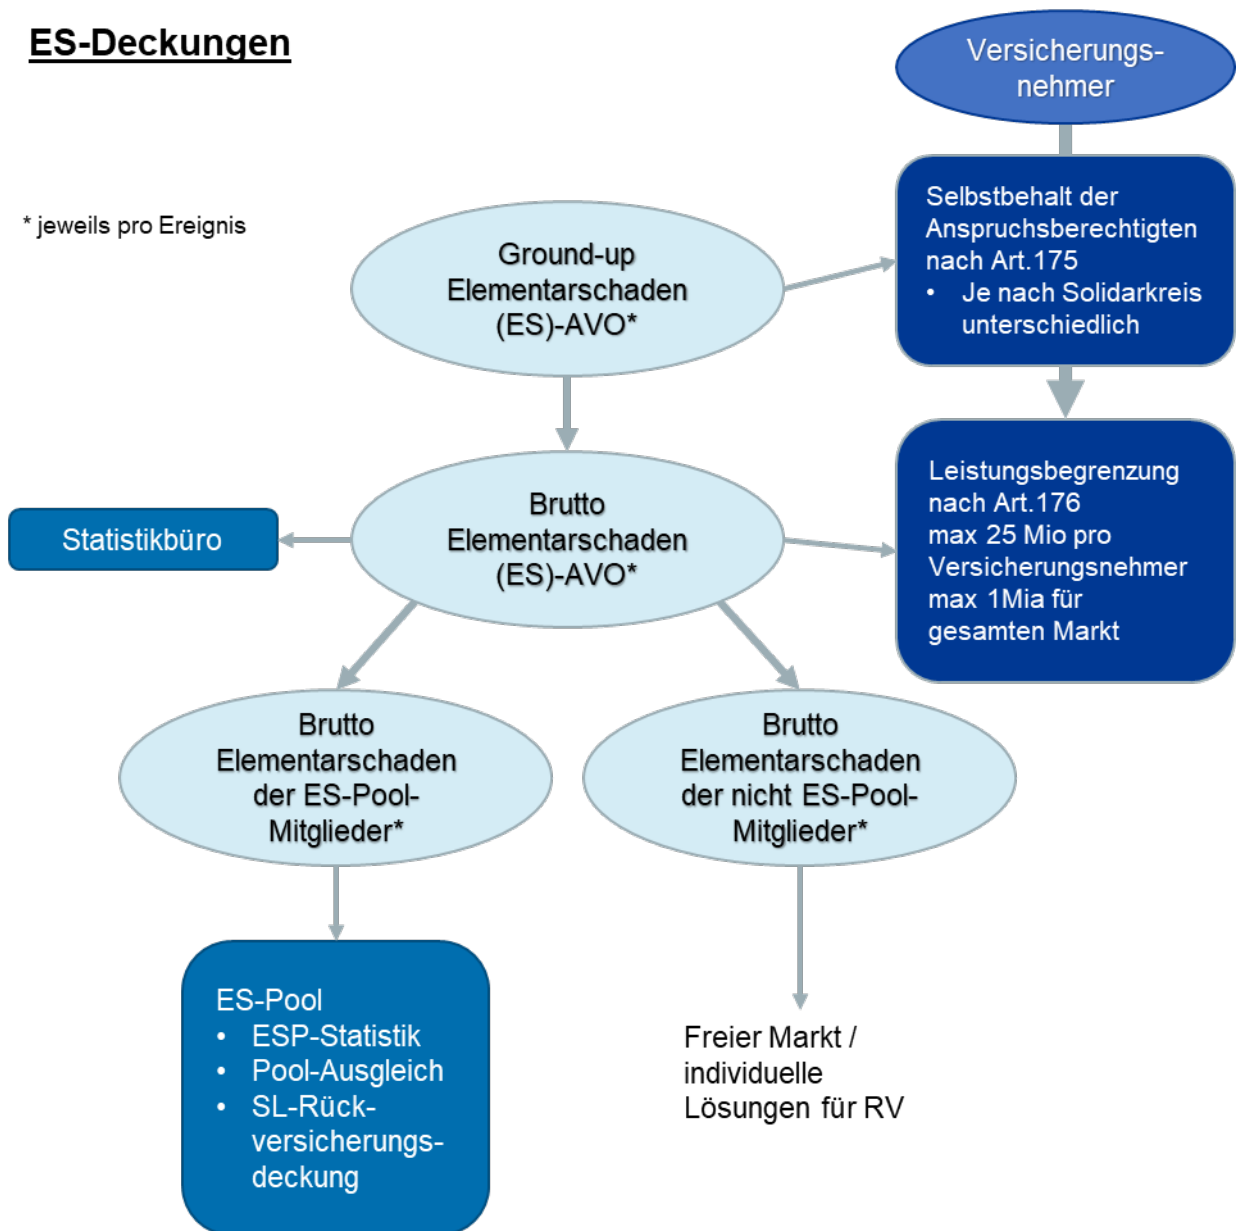 ES-Deckungen
Versicherungs-
nehmer
* jeweils pro Ereignis
Ground-up
Elementarschaden
(ES)-AVO*
Selbstbehalt der
Anspruchsberechtigten
nach Art.175
• Je nach Solidarkreis
unterschiedlich
Statistikbüro
Brutto
Elementarschaden
(ES)-AVO*
Leistungsbegrenzung
nach Art.176
max 25 Mio pro
Versicherungsnehmer
max 1Mia für
gesamten Markt
Brutto
Elementarschaden
der ES-Pool-
Mitglieder*
Brutto
Elementarschaden
der nicht ES-Pool-
Mitglieder*
ES-Pool
• ESP-Statistik
• Pool-Ausgleich
• SL-Rück-
versicherungs-
deckung
Freier Markt /
individuelle
Lösungen für RV